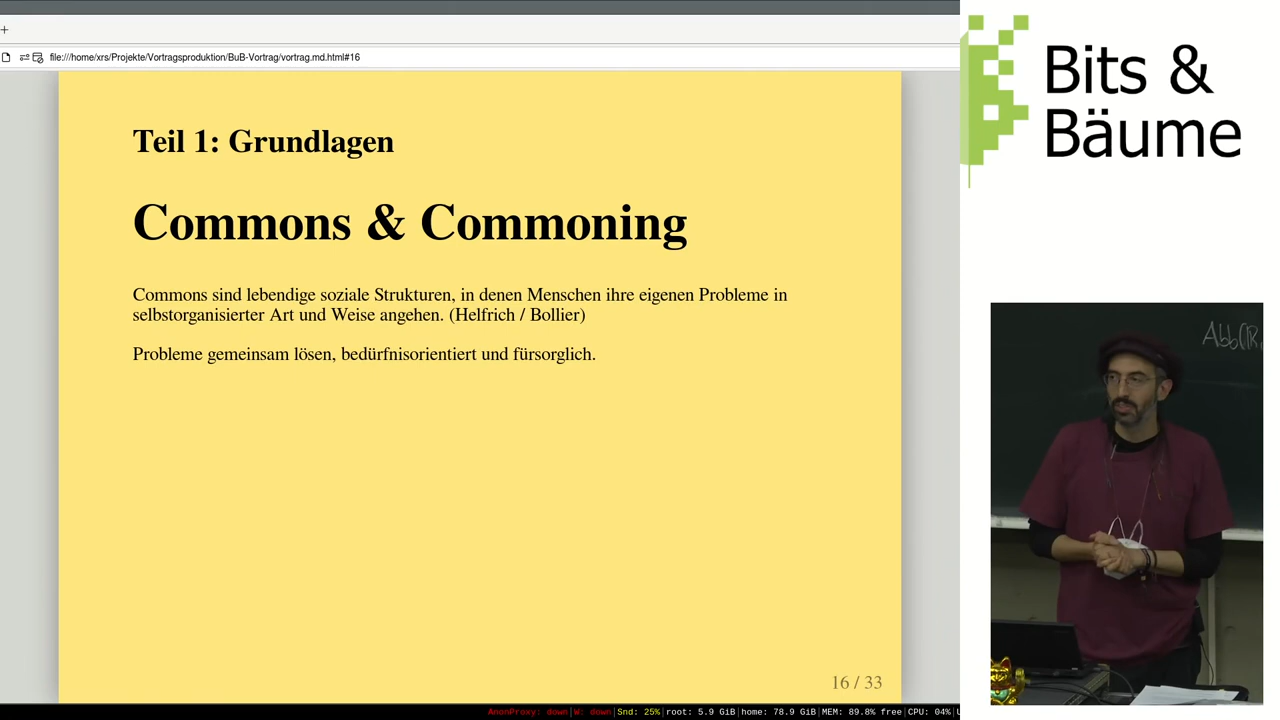 +
file:///home/xrs/Projekte/Vortragsproduktion/BuB-Vortrag/vortrag.md.html#16
Teil 1: Grundlagen
Commons & Commoning
Commons sind lebendige soziale Strukturen, in denen Menschen ihre eigenen Probleme in
selbstorganisierter Art und Weise angehen. (Helfrich / Bollier)
Probleme gemeinsam lösen, bedürfnisorientiert und fürsorglich.
16 / 33
AnonProxy: down|W: down|Snd: 25%|root: 5.9 GiB|home: 78.9 GiB|MEM: 89.8% free|CPU: 04%|
Bits &
Bäume